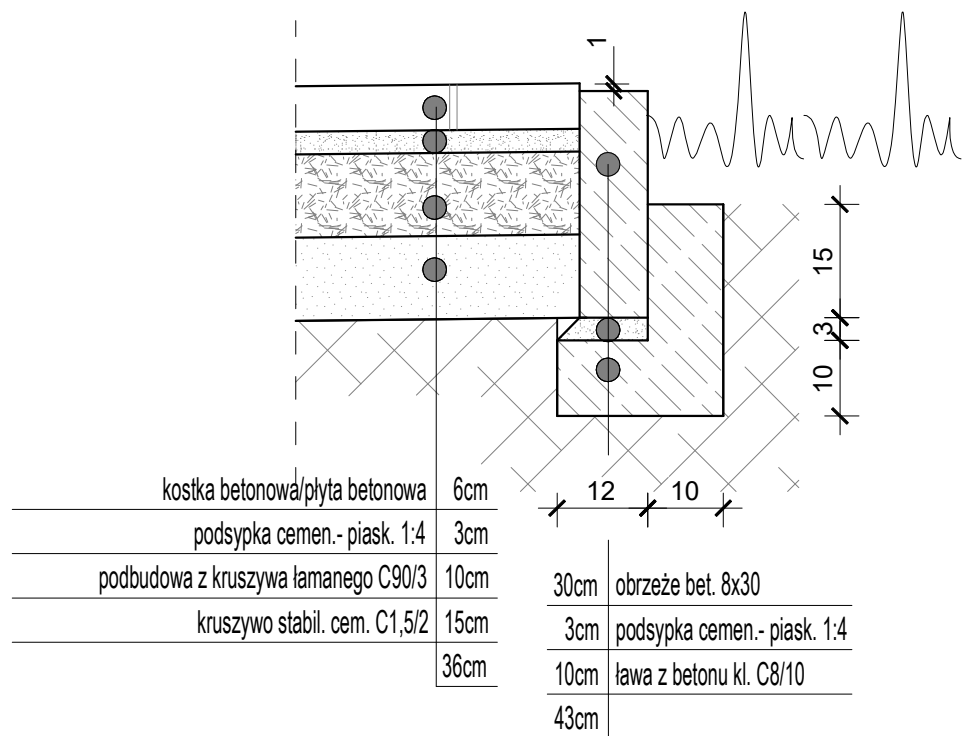 1
15
3
10
12 10
kostka betonowa/płyta betonowa 6cm
podsypka cemen.- piask. 1:4 3cm
podbudowa z kruszywa łamanego C90/3 10cm
kruszywo stabil. cem. C1,5/2 15cm
36cm
30cm obrzeże bet. 8x30
3cm podsypka cemen.- piask. 1:4
10cm ława z betonu kl. C8/10
43cm